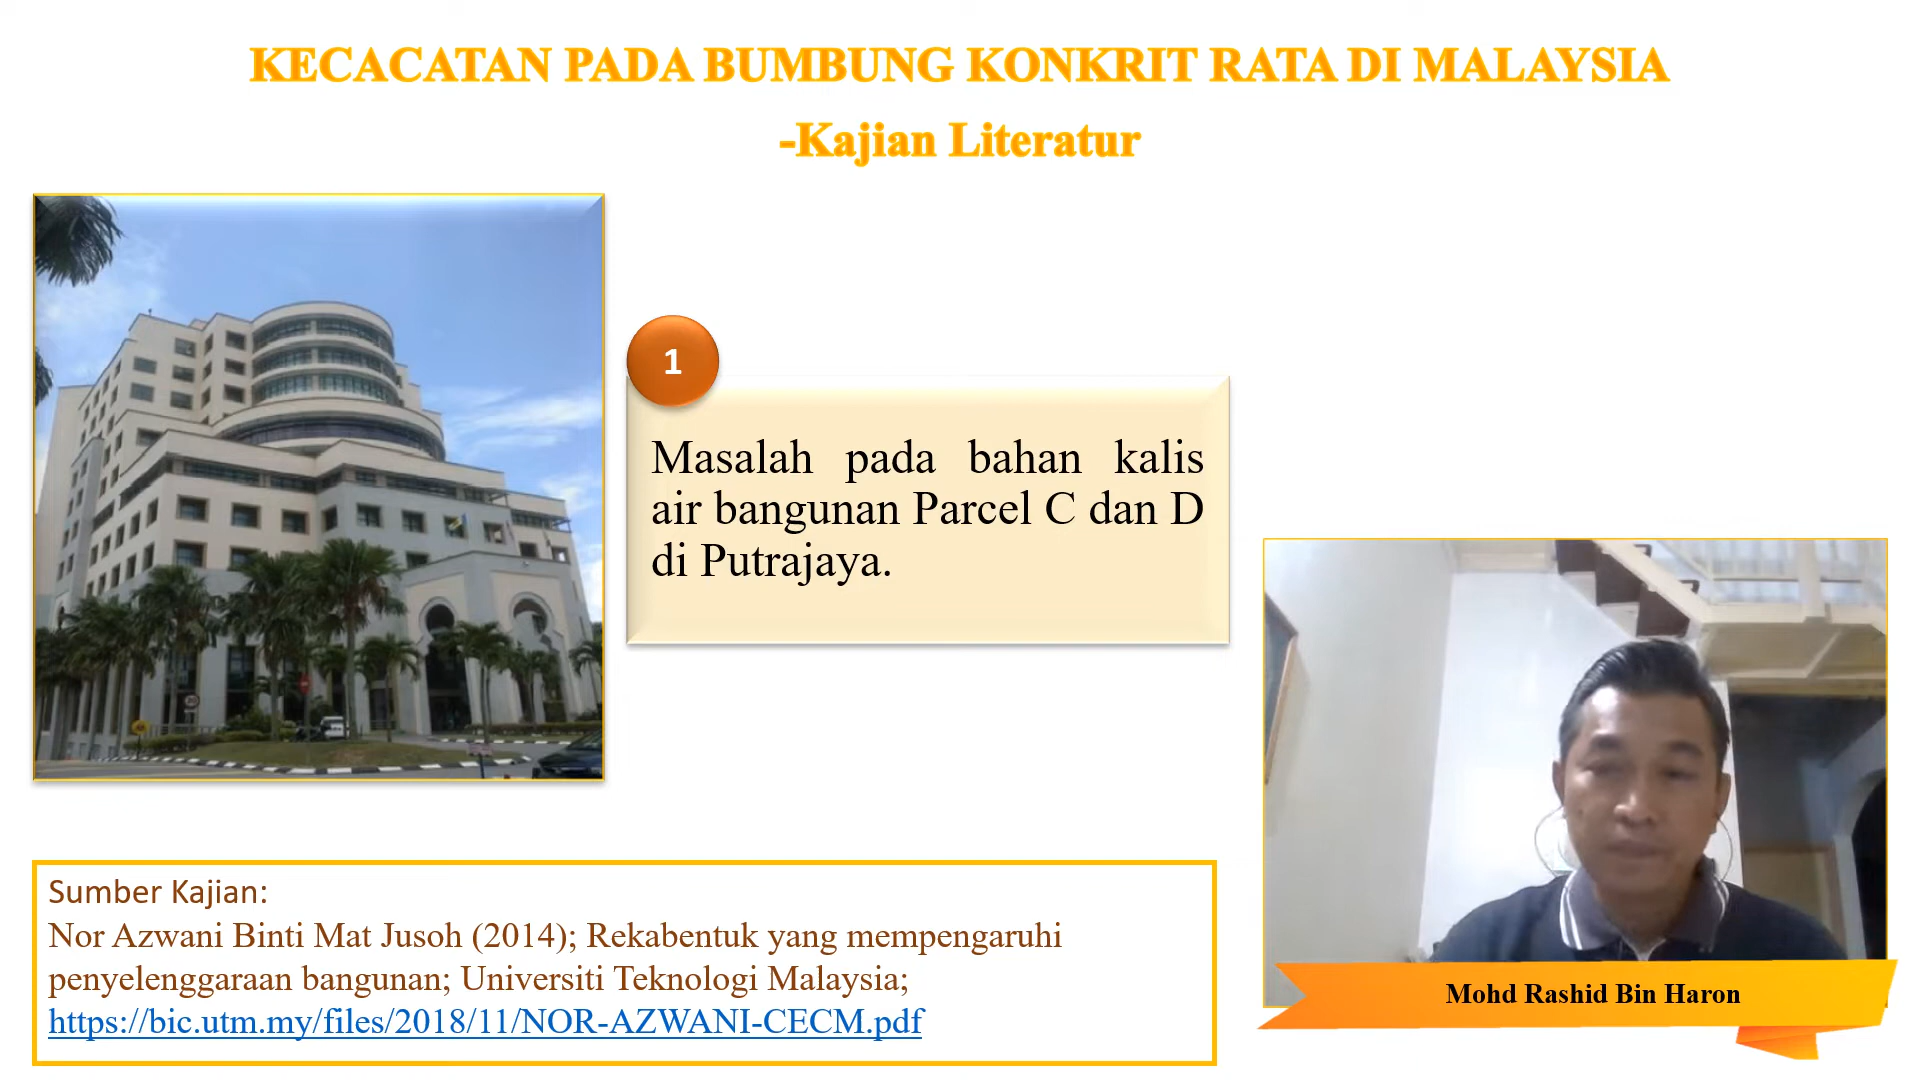 KECACATAN PADA BUMBUNG KONKRIT RATA DI MALAYSIA
-Kajian Literatur
1
Masalah pada bahan kalis
air bangunan Parcel C dan D
di Putrajaya.
Sumber Kajian:
Nor Azwani Binti Mat Jusoh (2014); Rekabentuk yang mempengaruhi
penyelenggaraan bangunan; Universiti Teknologi Malaysia;
https://bic.utm.my/files/2018/11/NOR-AZWANI-CECM.pdf
Mohd Rashid Bin Haron